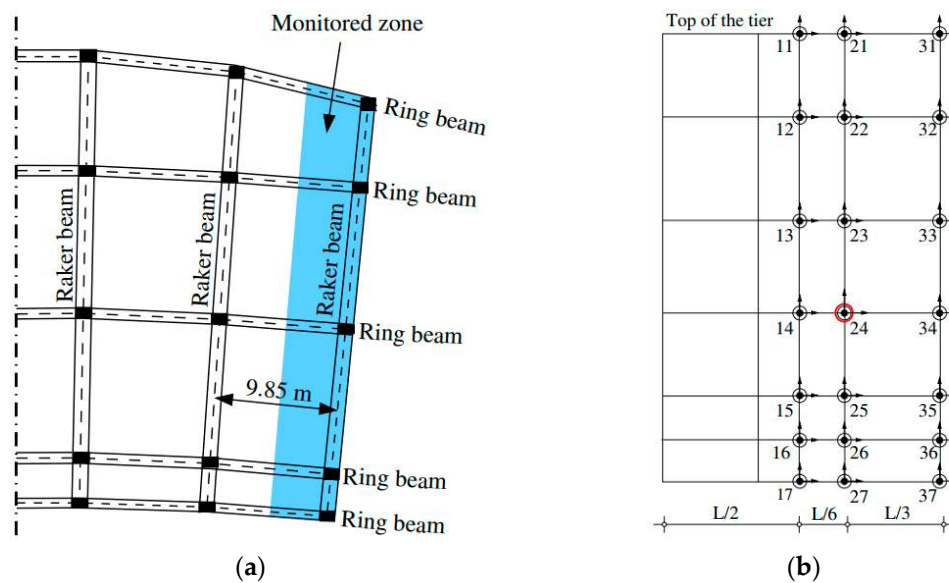 Monitored zone
Ring beam
Ring beam
Raker beam
Raker beam
Raker beam
Ring beam
9.85 m
Ring beam
Ring beam
(a)
Top of the tier
11 21 31
12 22 32
13 23 33
14 24 34
15 25 35
16 26 36
17 27 37
L/2 L/6 L/3
(b)